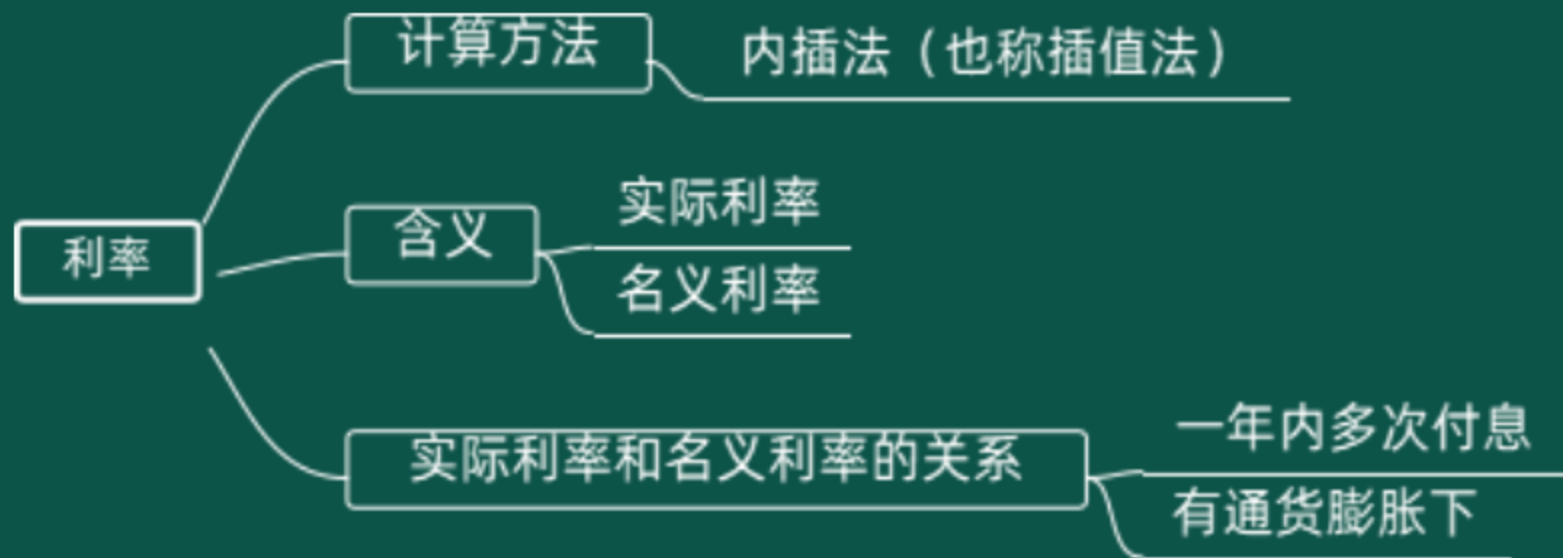 计算方法
内插法（也称插值法）
利率
含义
实际利率
名义利率
实际利率和名义利率的关系
一年内多次付息
有通货膨胀下